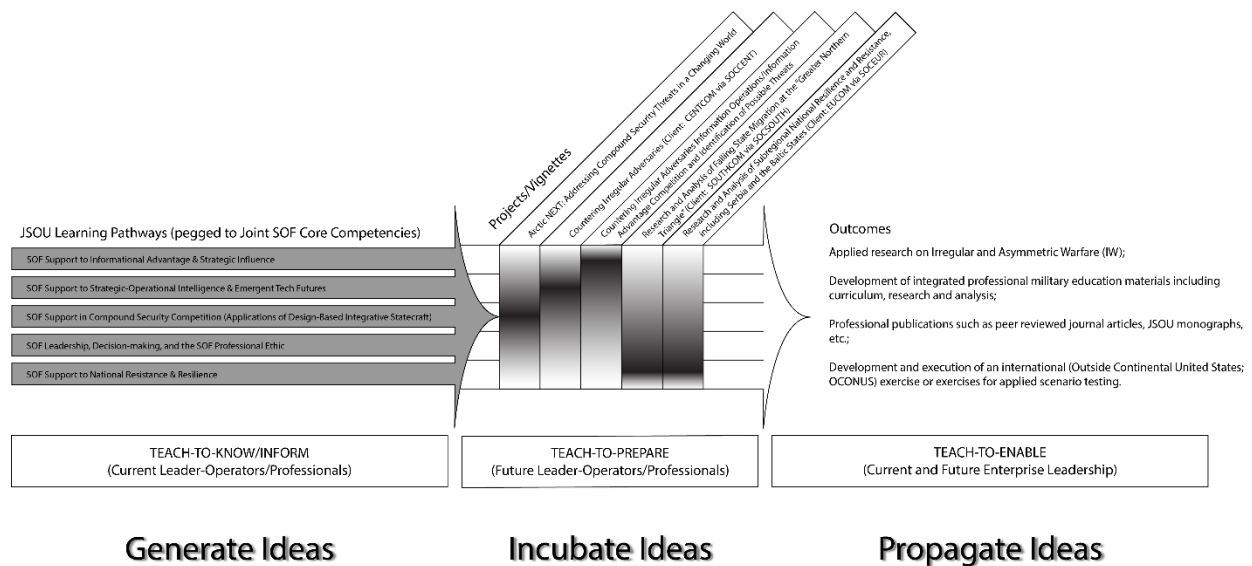 Projects/Vignettes
Arctic NEXT: Addressing Compound Security Threats in a Changing World
Countering Irregular Adversaries (Client: CENTCOM via SOCCENT)
Countering Irregular Adversaries Information Operations/Information
Advantage Competition and Identification of Possible Threats
Research and Analysis of Failing State Migration at the "Greater Northern
Triangle" (Client: SOUTHCOM via SOCSOUTH)
Research and Analysis of Subregional National Resilience and Resistance,
including Serbia and the Baltic States (Client: EUCOM via SOCEUR)
JSOU Learning Pathways (pegged to Joint SOF Core Competencies)
SOF Support to Informational Advantage & Strategic Influence
SOF Support to Strategic-Operational Intelligence & Emergent Tech Futures
SOF Support in Compound Security Competition (Applications of Design-Based Integrative Statecraft)
SOF Leadership, Decision-making, and the SOF Professional Ethic
SOF Support to National Resistance & Resilience
Outcomes
Applied research on Irregular and Asymmetric Warfare (IW);
Development of integrated professional military education materials including
curriculum, research and analysis;
Professional publications such as peer reviewed journal articles, JSOU monographs,
etc.;
Development and execution of an international (Outside Continental United States;
OCONUS) exercise or exercises for applied scenario testing.
TEACH-TO-KNOW/INFORM
(Current Leader-Operators/Professionals)
TEACH-TO-PREPARE
(Future Leader-Operators/Professionals)
TEACH-TO-ENABLE
(Current and Future Enterprise Leadership)
Generate Ideas
Incubate Ideas
Propagate Ideas